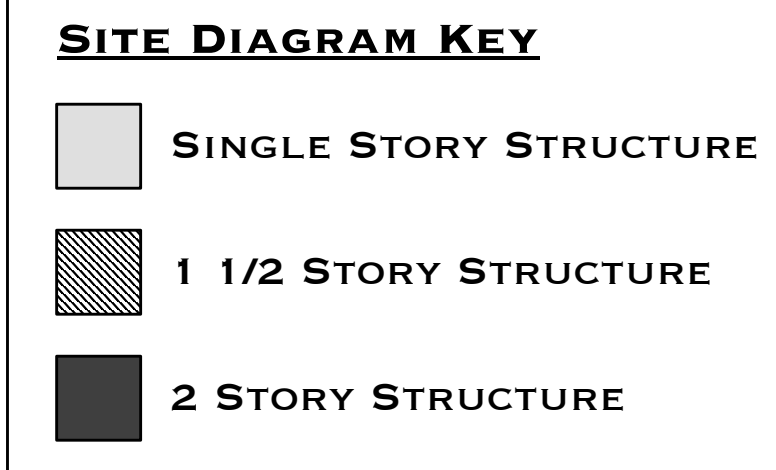 Site Diagram Key
Single Story Structure
1 1/2 Story Structure
2 Story Structure